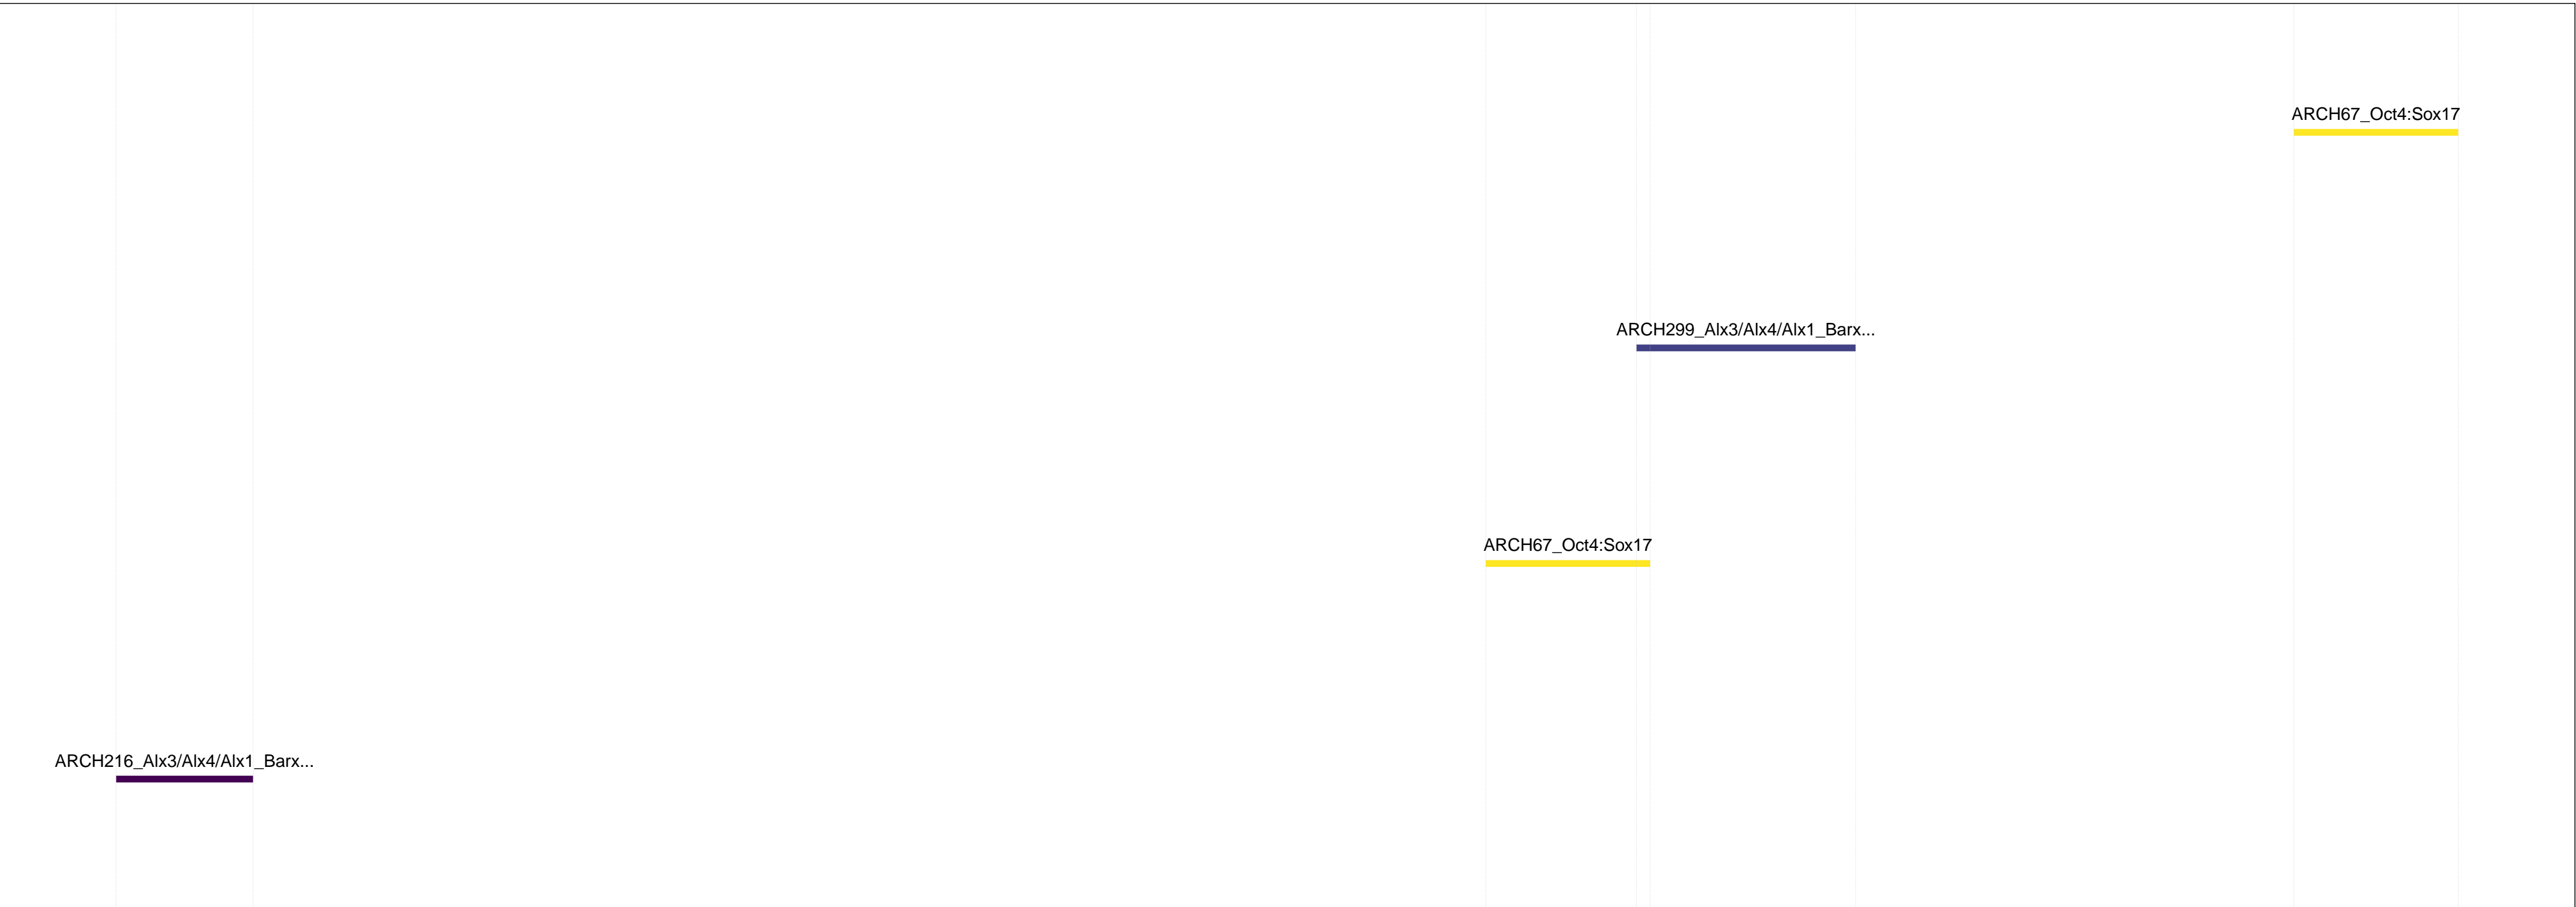 ARCH67_Oct4:Sox17
ARCH299_Alx3/Alx4/Alx1_Barx...
ARCH67_Oct4:Sox17
ARCH216_Alx3/Alx4/Alx1_Barx...